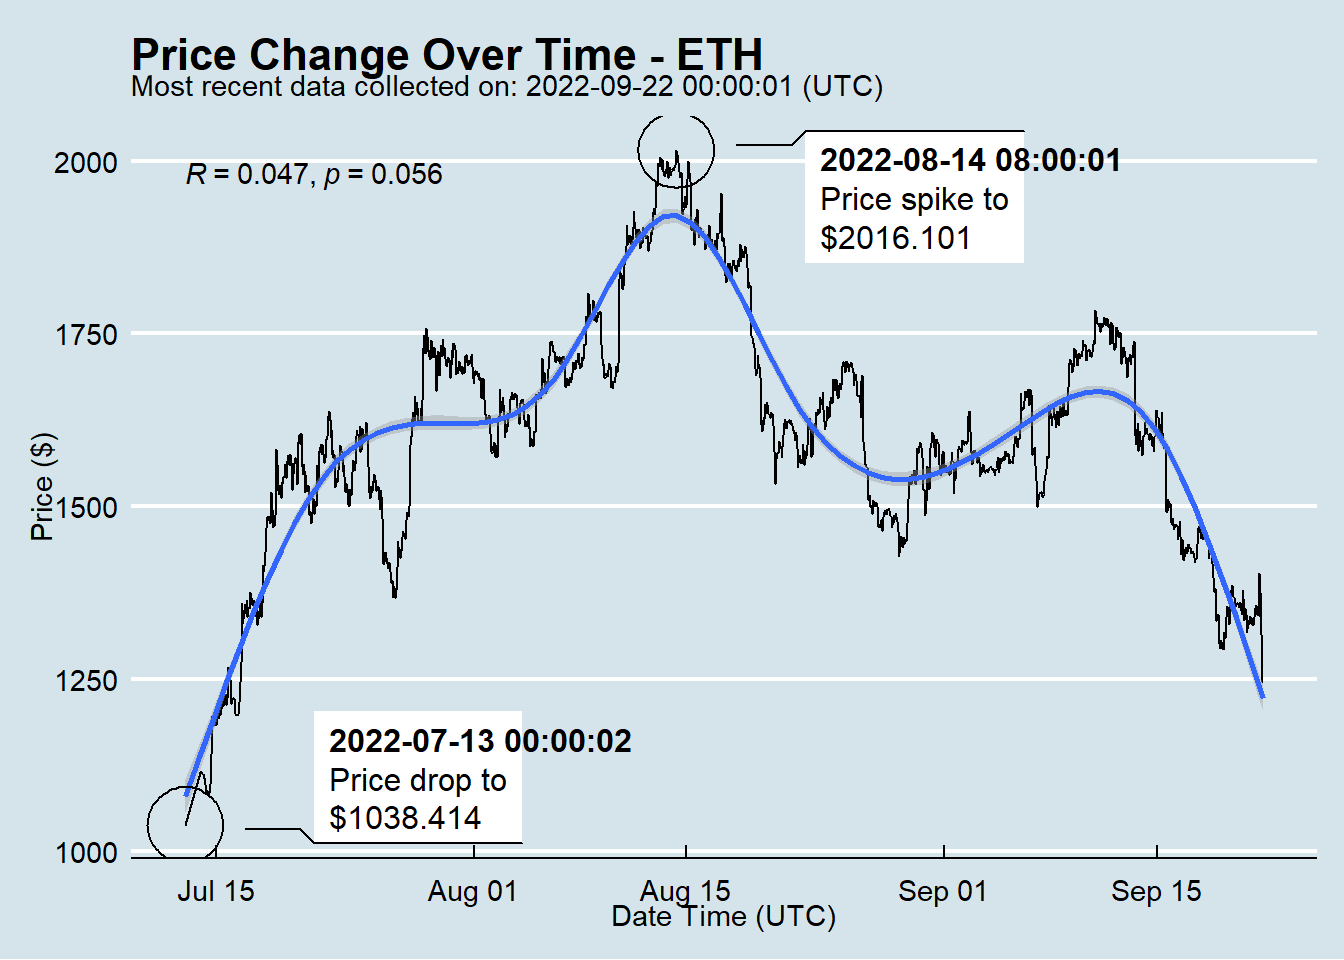 Price Change Over Time - ETH
Most recent data collected on: 2022-09-22 00:00:01 (UTC)
R = 0.047, p = 0.056
2022-08-14 08:00:01
Price spike to
$2016.101
2022-07-13 00:00:02
Price drop to
$1038.414
Price ($)
2000
1750
1500
1250
1000
Jul 15
Aug 01
Aug 15
Sep 01
Sep 15
Date Time (UTC)